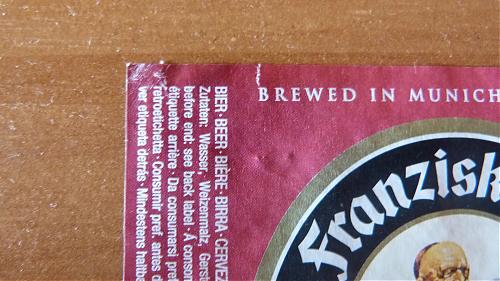 BREWED IN MUNICH
Franzisk
BIER·BEER·BIÈRE·BIRRA·CERVEZ
Zutaten: Wasser, Weizenmalz, Gerst
before end: see back label · À consom
étiquette arrière · Da consumarsi pref
retroetichetta · Consumir pref. antes d
ver etiqueta detrás · Mindestens haltba